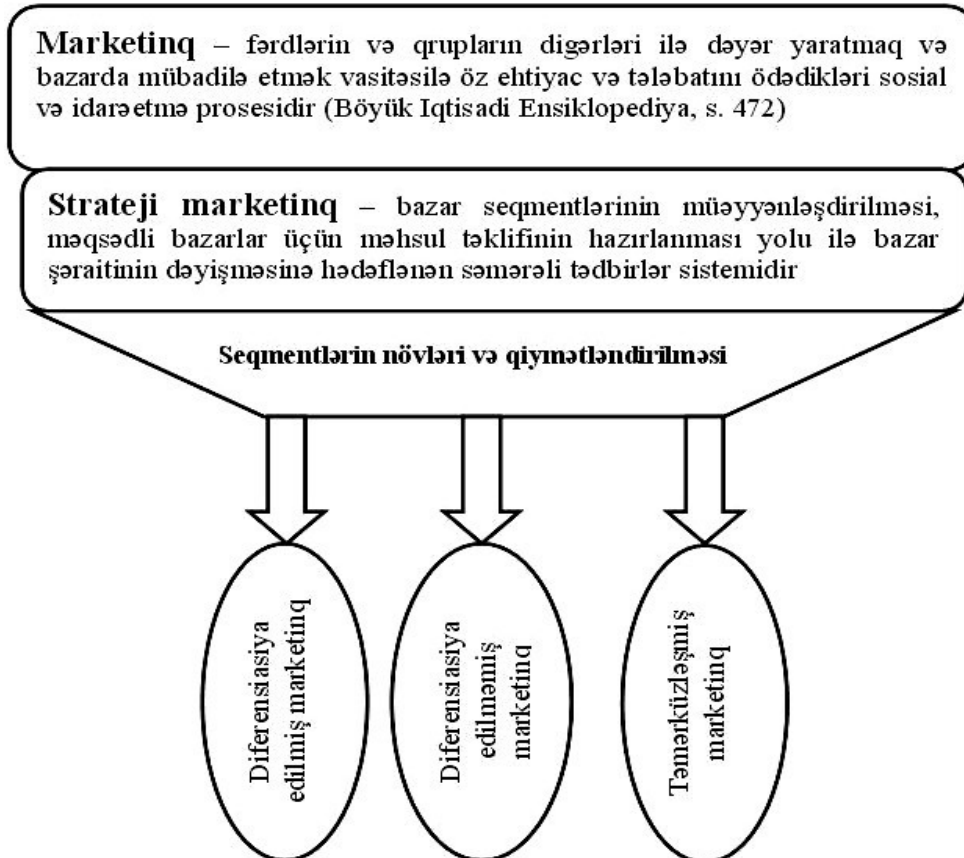 Marketinq – fərdlərin və qrupların digərləri ilə dəyər yaratmaq və
bazarda mübadilə etmək vasitəsilə öz ehtiyac və tələbatını ödədikləri sosial
və idarəetmə prosesidir (Böyük Iqtisadi Ensiklopediya, s. 472)
Strateji marketinq – bazar seqmentlərinin müəyyənləşdirilməsi,
məqsədli bazarlar üçün məhsul təklifinin hazırlanması yolu ilə bazar
şəraitinin dəyişməsinə hədəflənən səmərəli tədbirlər sistemidir
Seqmentlərin növləri və qiymətləndirilməsi
Diferensiasiya
edilmiş marketinq
Diferensiasiya
edilməmiş
marketinq
Təmərküzləşmiş
marketinq